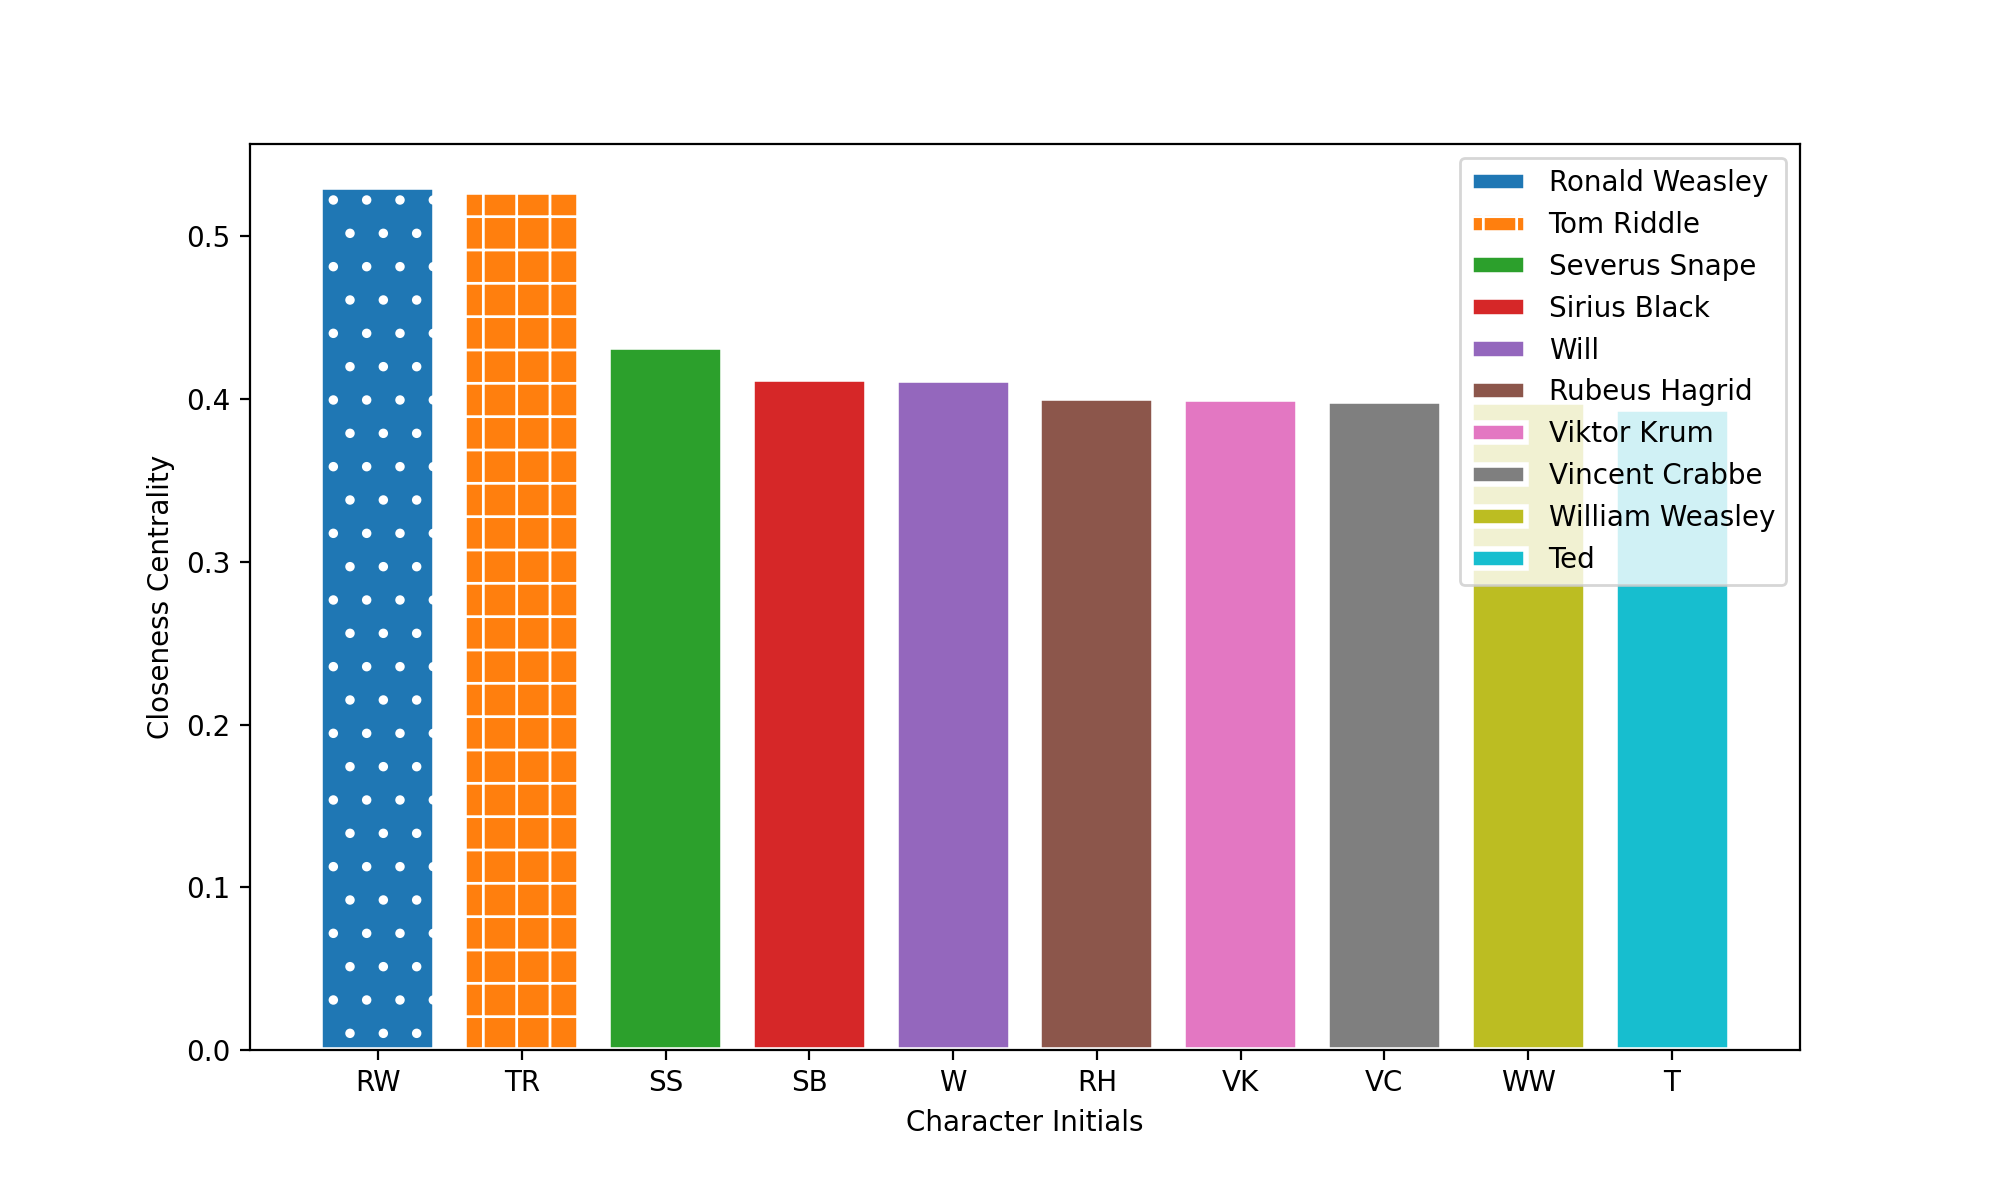 Ronald Weasley
Tom Riddle
Severus Snape
Sirius Black
Will
Rubeus Hagrid
Viktor Krum
Vincent Crabbe
William Weasley
Ted
0.5
0.4
0.3
0.2
0.1
0.0
Closeness Centrality
RW TR SS SB W RH VK VC WW T
Character Initials